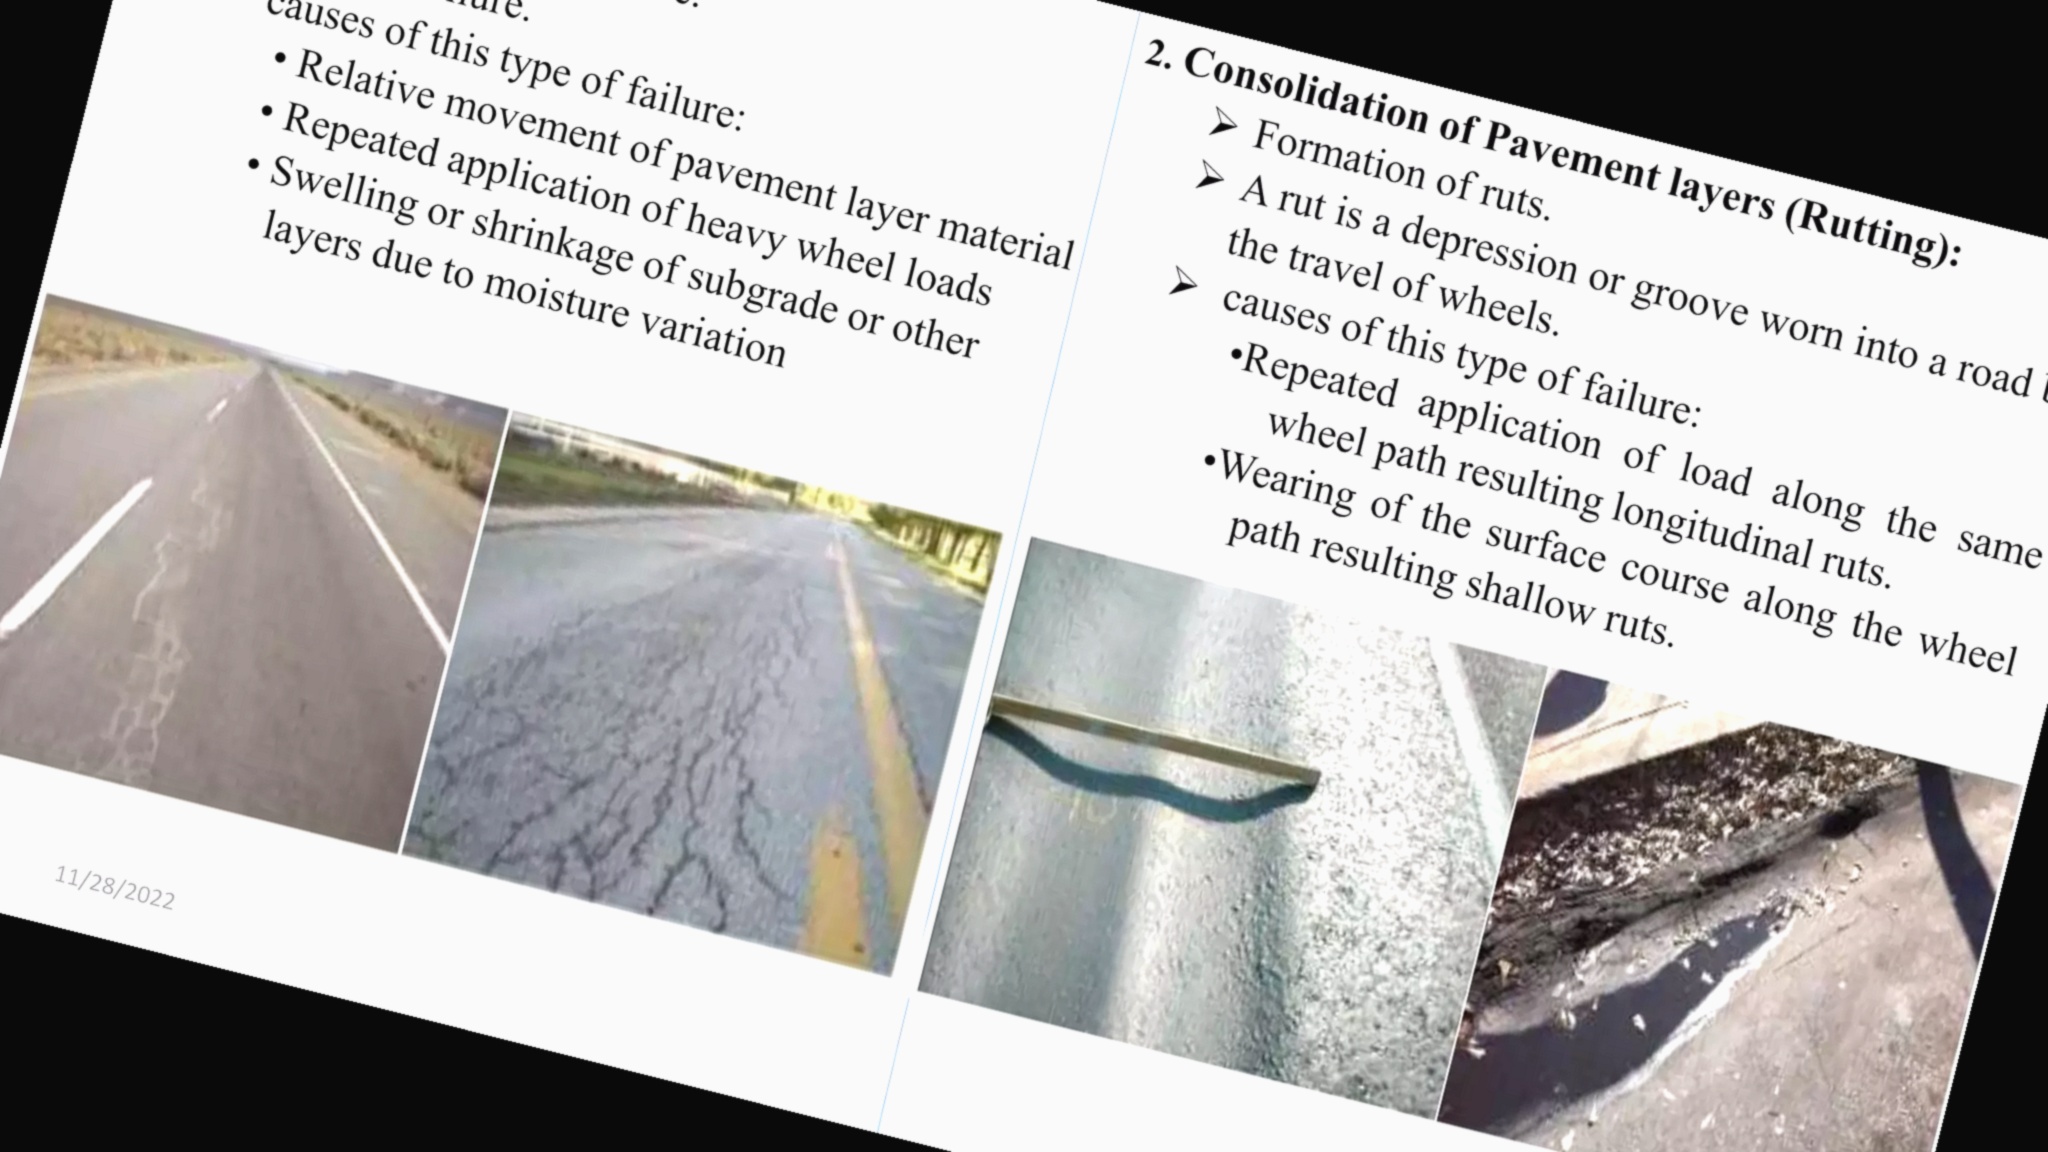 causes of this type of failure:
• Relative movement of pavement layer material
• Repeated application of heavy wheel loads
• Swelling or shrinkage of subgrade or other
layers due to moisture variation
11/28/2022
2. Consolidation of Pavement layers (Rutting):
➢ Formation of ruts.
➢ A rut is a depression or groove worn into a road
the travel of wheels.
➢ causes of this type of failure:
•Repeated application of load along the same
wheel path resulting longitudinal ruts.
•Wearing of the surface course along the wheel
path resulting shallow ruts.